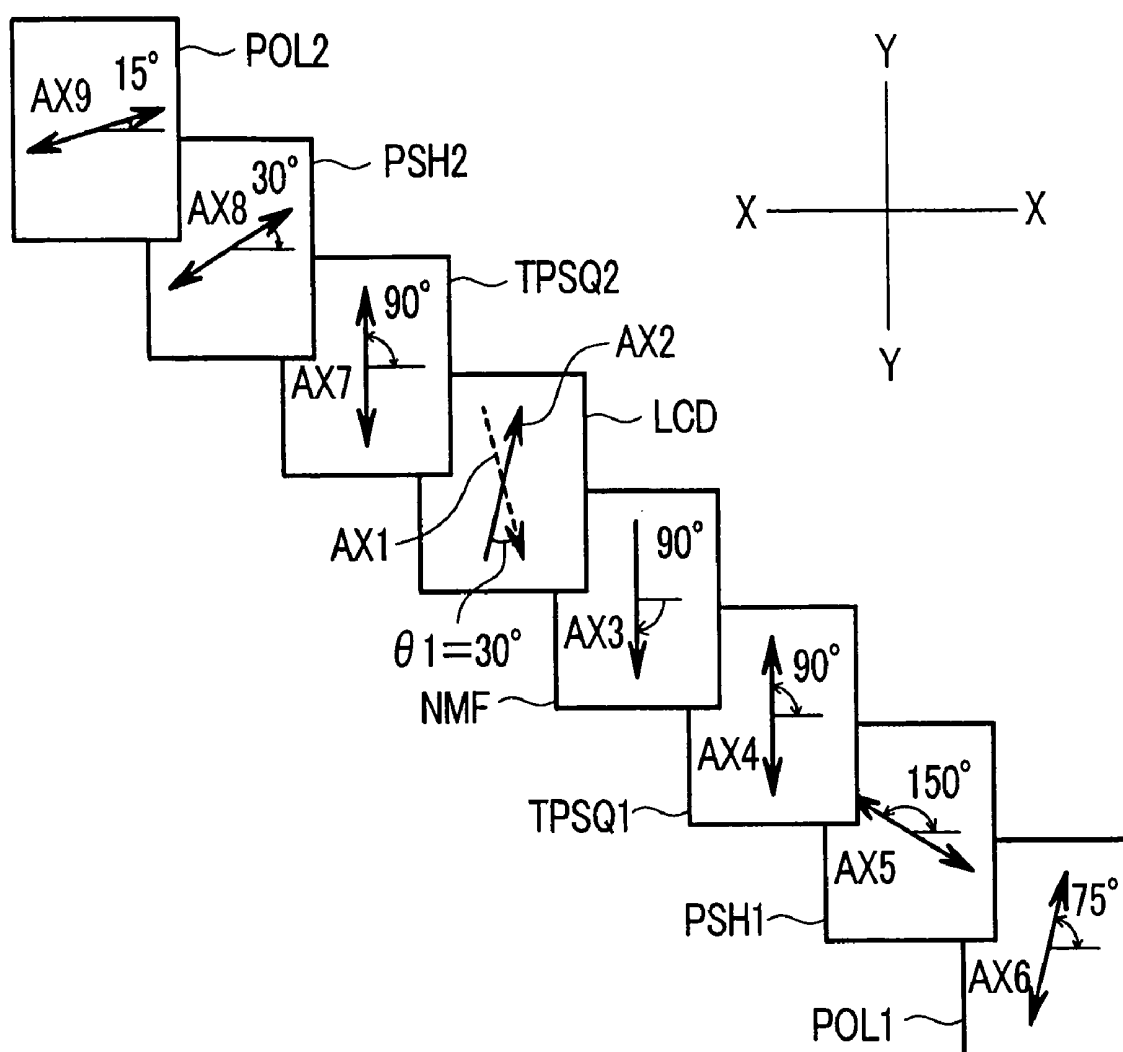 POL2
15°
AX9
Y
PSH2
30°
AX8
X
X
TPSQ2
90°
AX7
AX2
Y
LCD
AX1
90°
AX3
θ1=30°
NMF
90°
AX4
TPSQ1
150°
AX5
PSH1
75°
AX6
POL1